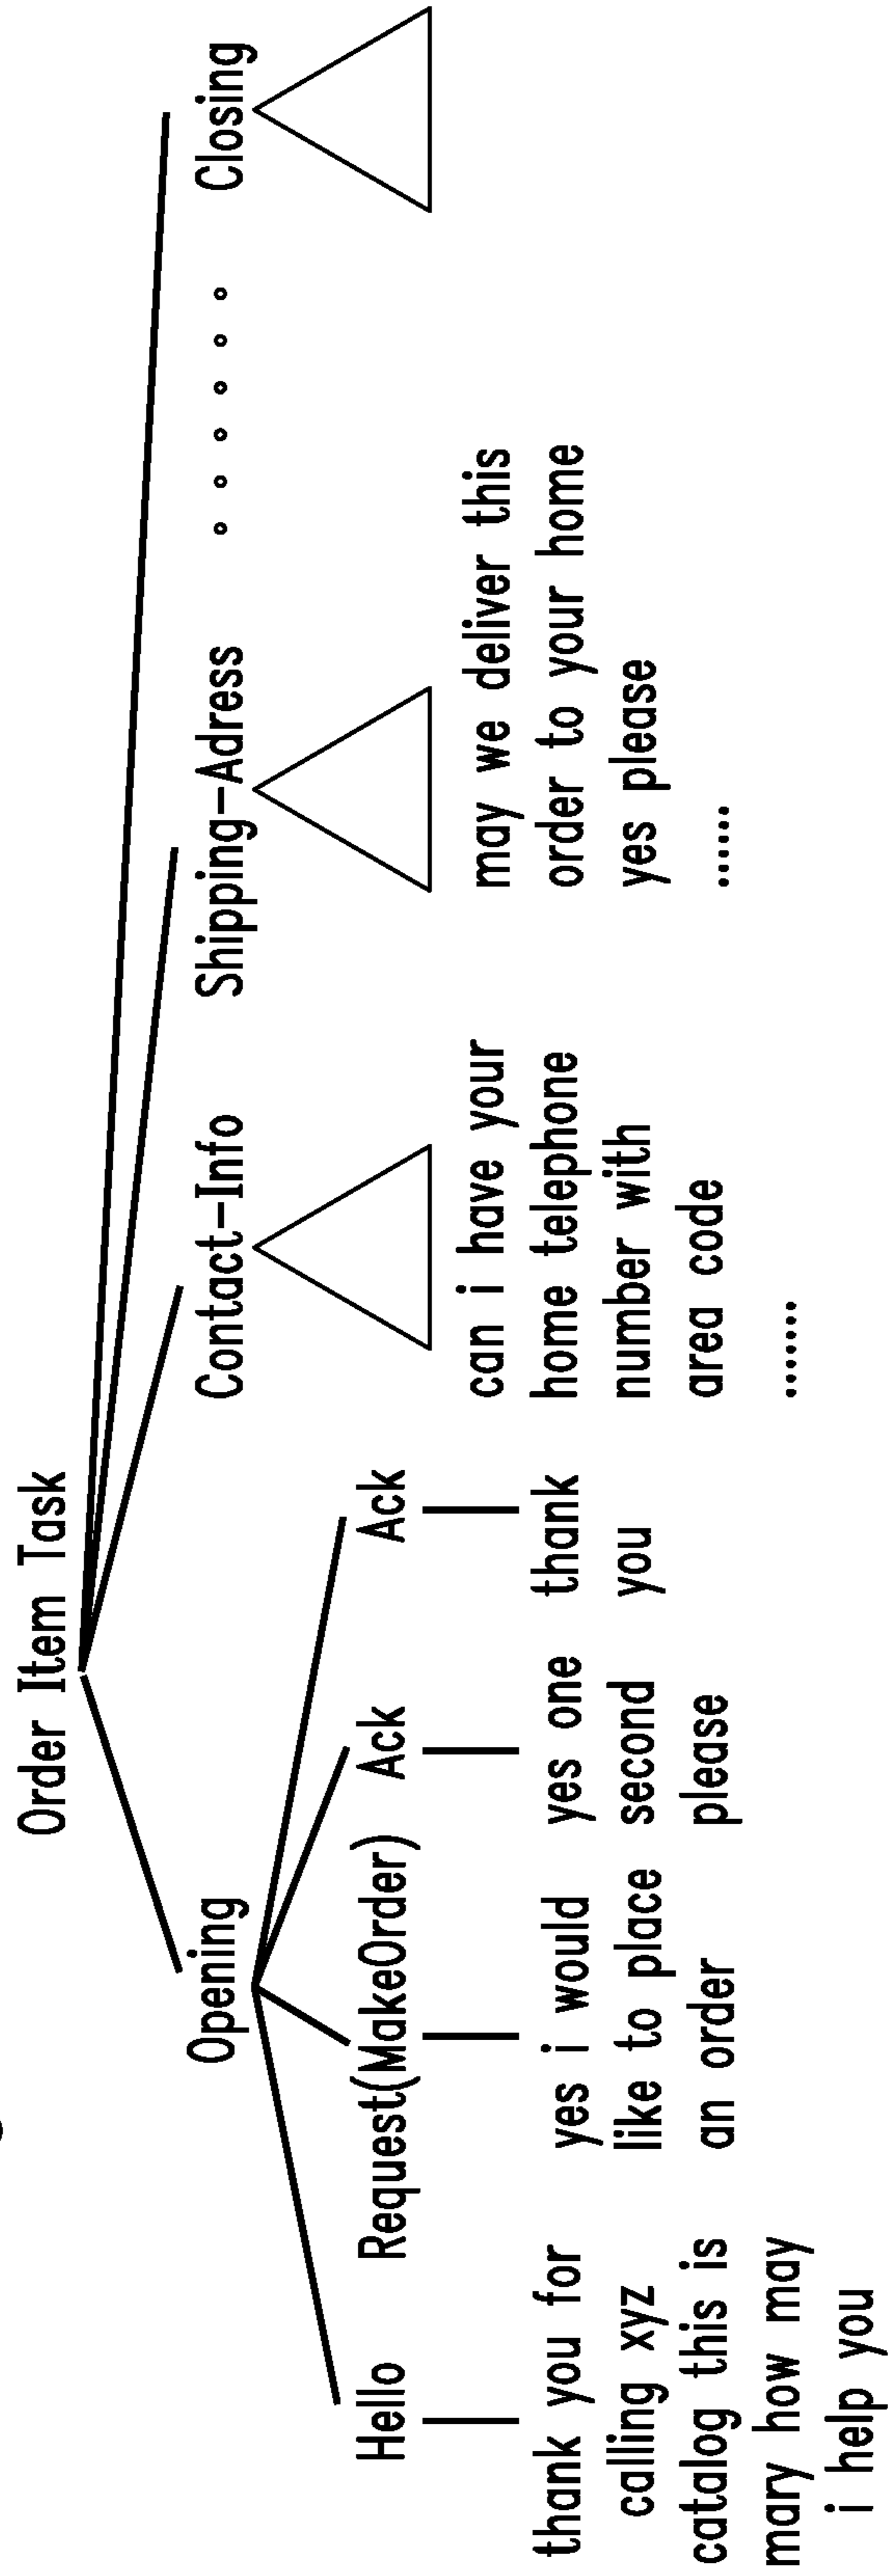 Order Item Task
Opening
Contact-Info
Shipping-Adress
Closing
Hello
Request(MakeOrder)
Ack
Ack
thank you for
calling xyz
catalog this is
mary how may
i help you
yes i would
like to place
an order
yes one
second
please
thank
you
can i have your
home telephone
number with
area code
.......
may we deliver this
order to your home
yes please
......